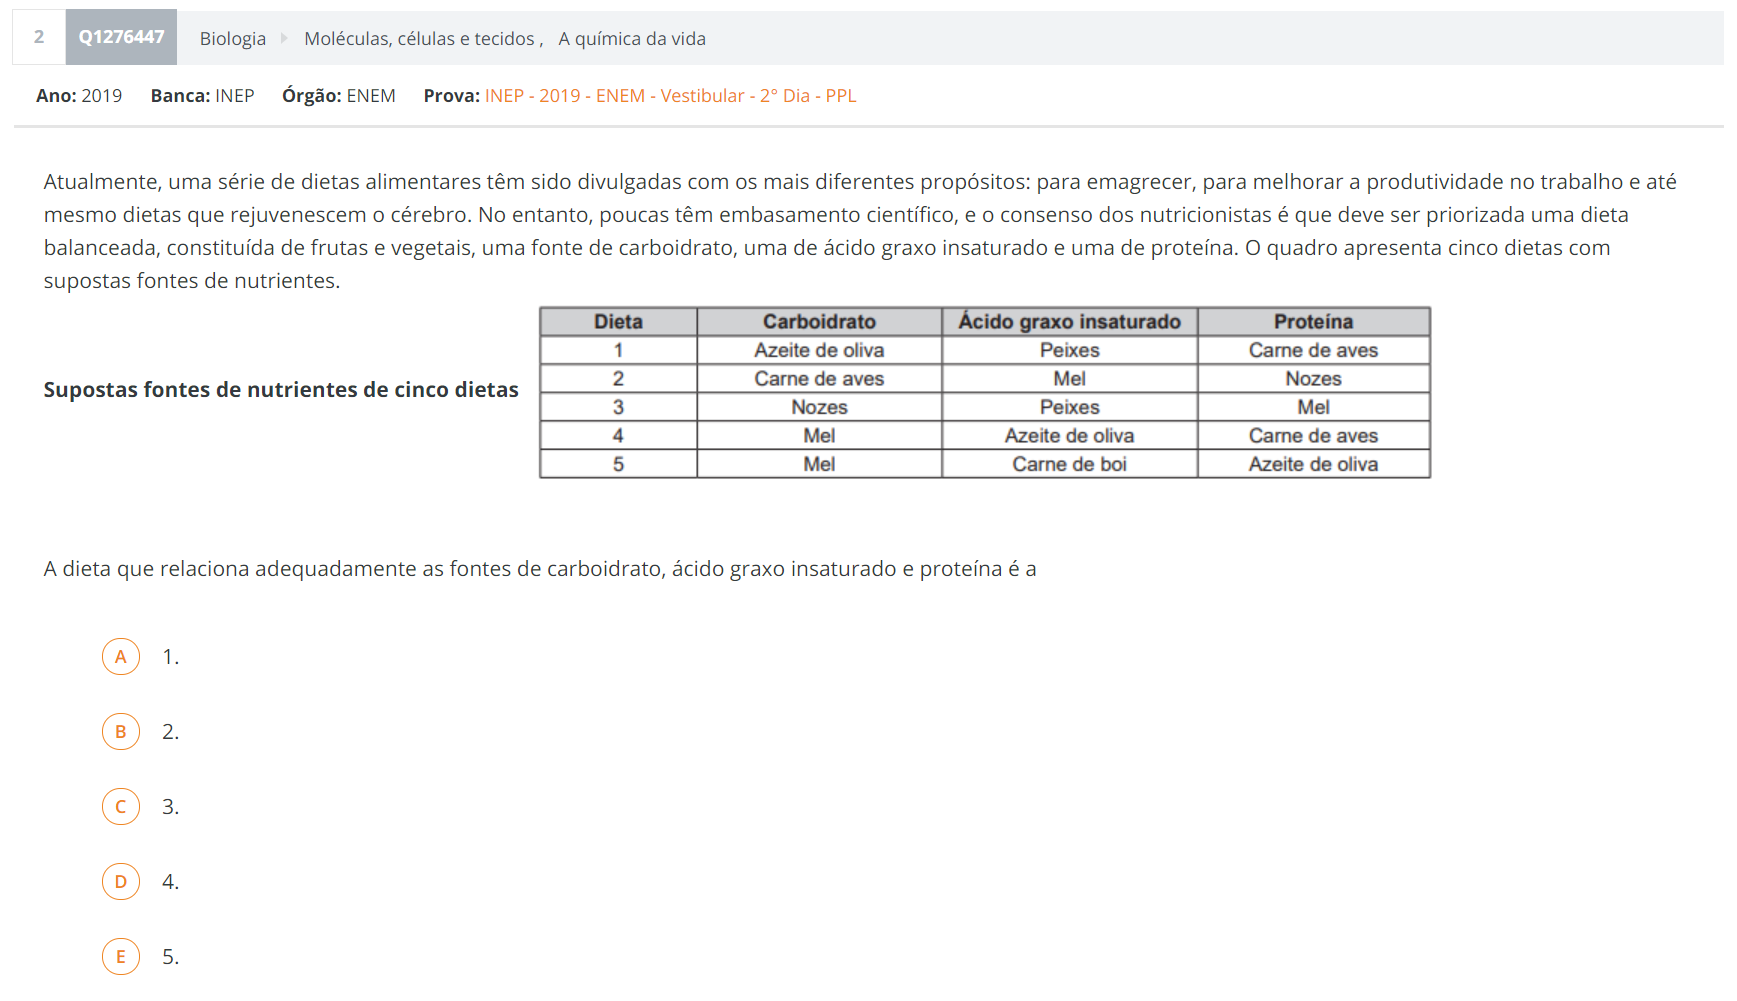 2 Q1276447 Biologia Moléculas, células e tecidos , A química da vida
Ano: 2019 Banca: INEP Órgão: ENEM Prova: INEP - 2019 - ENEM - Vestibular - 2° Dia - PPL
Atualmente, uma série de dietas alimentares têm sido divulgadas com os mais diferentes propósitos: para emagrecer, para melhorar a produtividade no trabalho e até
mesmo dietas que rejuvenescem o cérebro. No entanto, poucas têm embasamento científico, e o consenso dos nutricionistas é que deve ser priorizada uma dieta
balanceada, constituída de frutas e vegetais, uma fonte de carboidrato, uma de ácido graxo insaturado e uma de proteína. O quadro apresenta cinco dietas com
supostas fontes de nutrientes.
Supostas fontes de nutrientes de cinco dietas
Dieta Carboidrato Ácido graxo insaturado Proteína
1 Azeite de oliva Peixes Carne de aves
2 Carne de aves Mel Nozes
3 Nozes Peixes Mel
4 Mel Azeite de oliva Carne de aves
5 Mel Carne de boi Azeite de oliva
A dieta que relaciona adequadamente as fontes de carboidrato, ácido graxo insaturado e proteína é a
A 1.
B 2.
C 3.
D 4.
E 5.